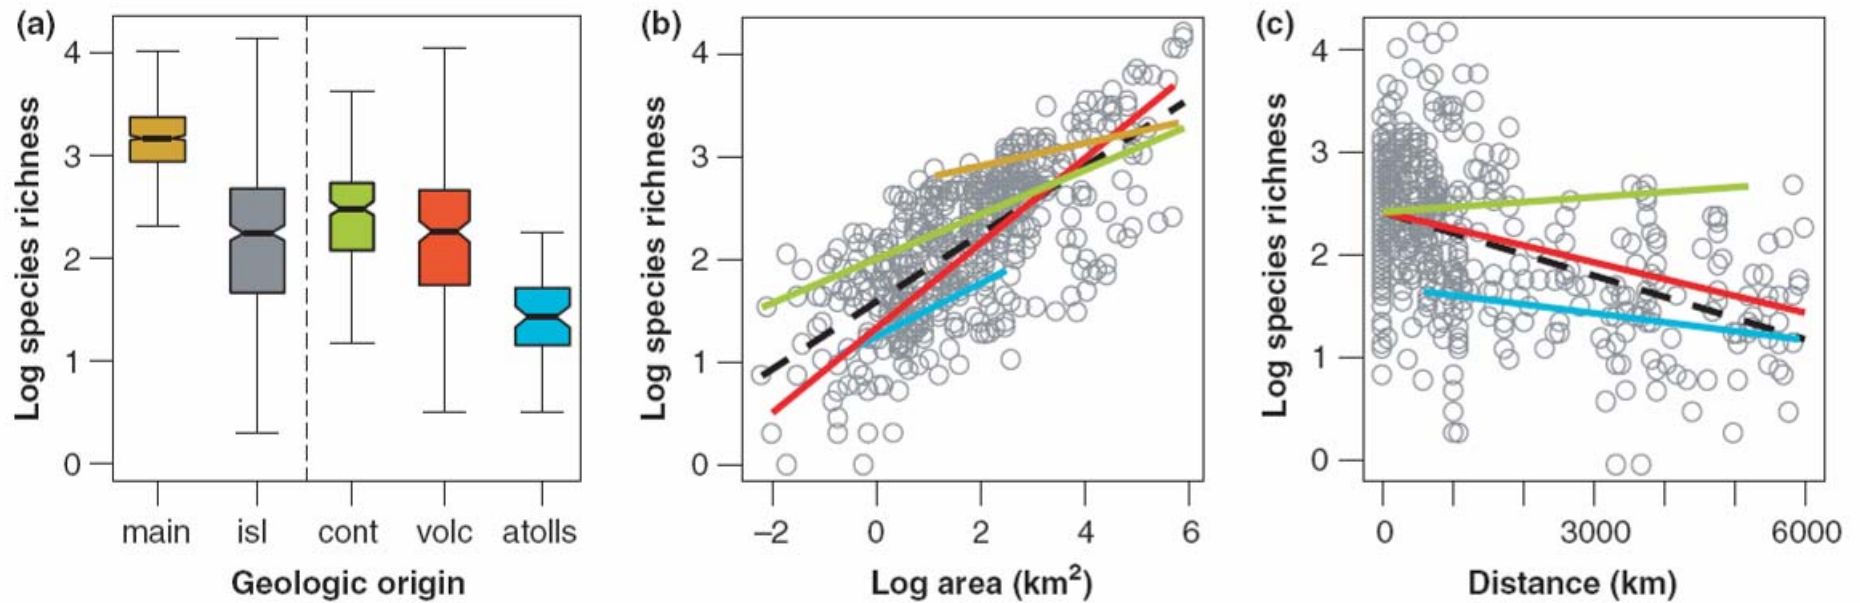 (a)
Log species richness
4
3
2
1
0
main isl cont volc atolls
Geologic origin
(b)
Log species richness
4
3
2
1
0
–2 0 2 4 6
Log area (km²)
(c)
Log species richness
4
3
2
1
0
0 3000 6000
Distance (km)